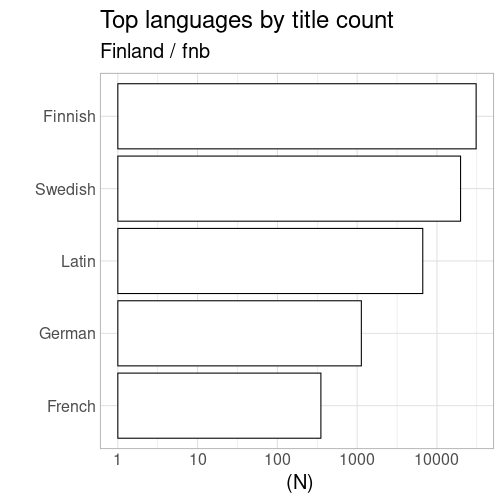 Top languages by title count
Finland / fnb
Finnish
Swedish
Latin
German
French
1 10 100 1000 10000
(N)